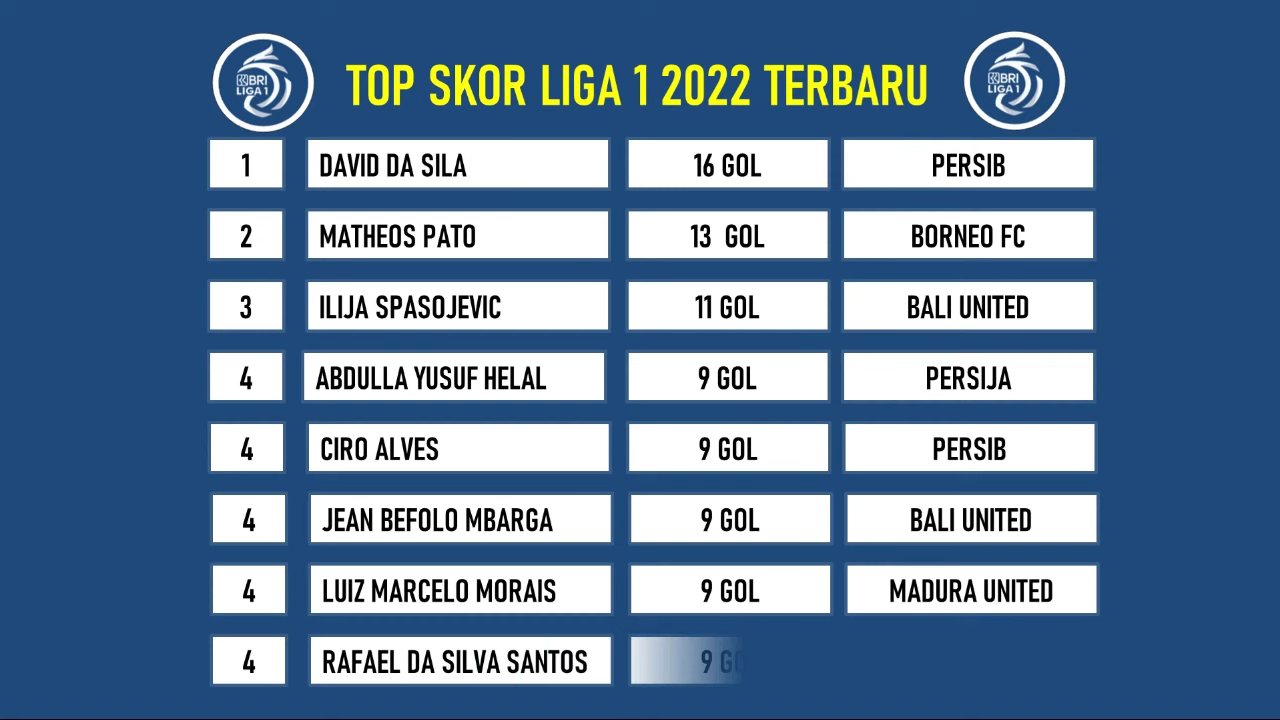 BRI
LIGA 1
TOP SKOR LIGA 1 2022 TERBARU
BRI
LIGA 1
1 DAVID DA SILA 16 GOL PERSIB
2 MATHEOS PATO 13 GOL BORNEO FC
3 ILIJA SPASOJEVIC 11 GOL BALI UNITED
4 ABDULLA YUSUF HELAL 9 GOL PERSIJA
4 CIRO ALVES 9 GOL PERSIB
4 JEAN BEFOLO MBARGA 9 GOL BALI UNITED
4 LUIZ MARCELO MORAIS 9 GOL MADURA UNITED
4 RAFAEL DA SILVA SANTOS 9